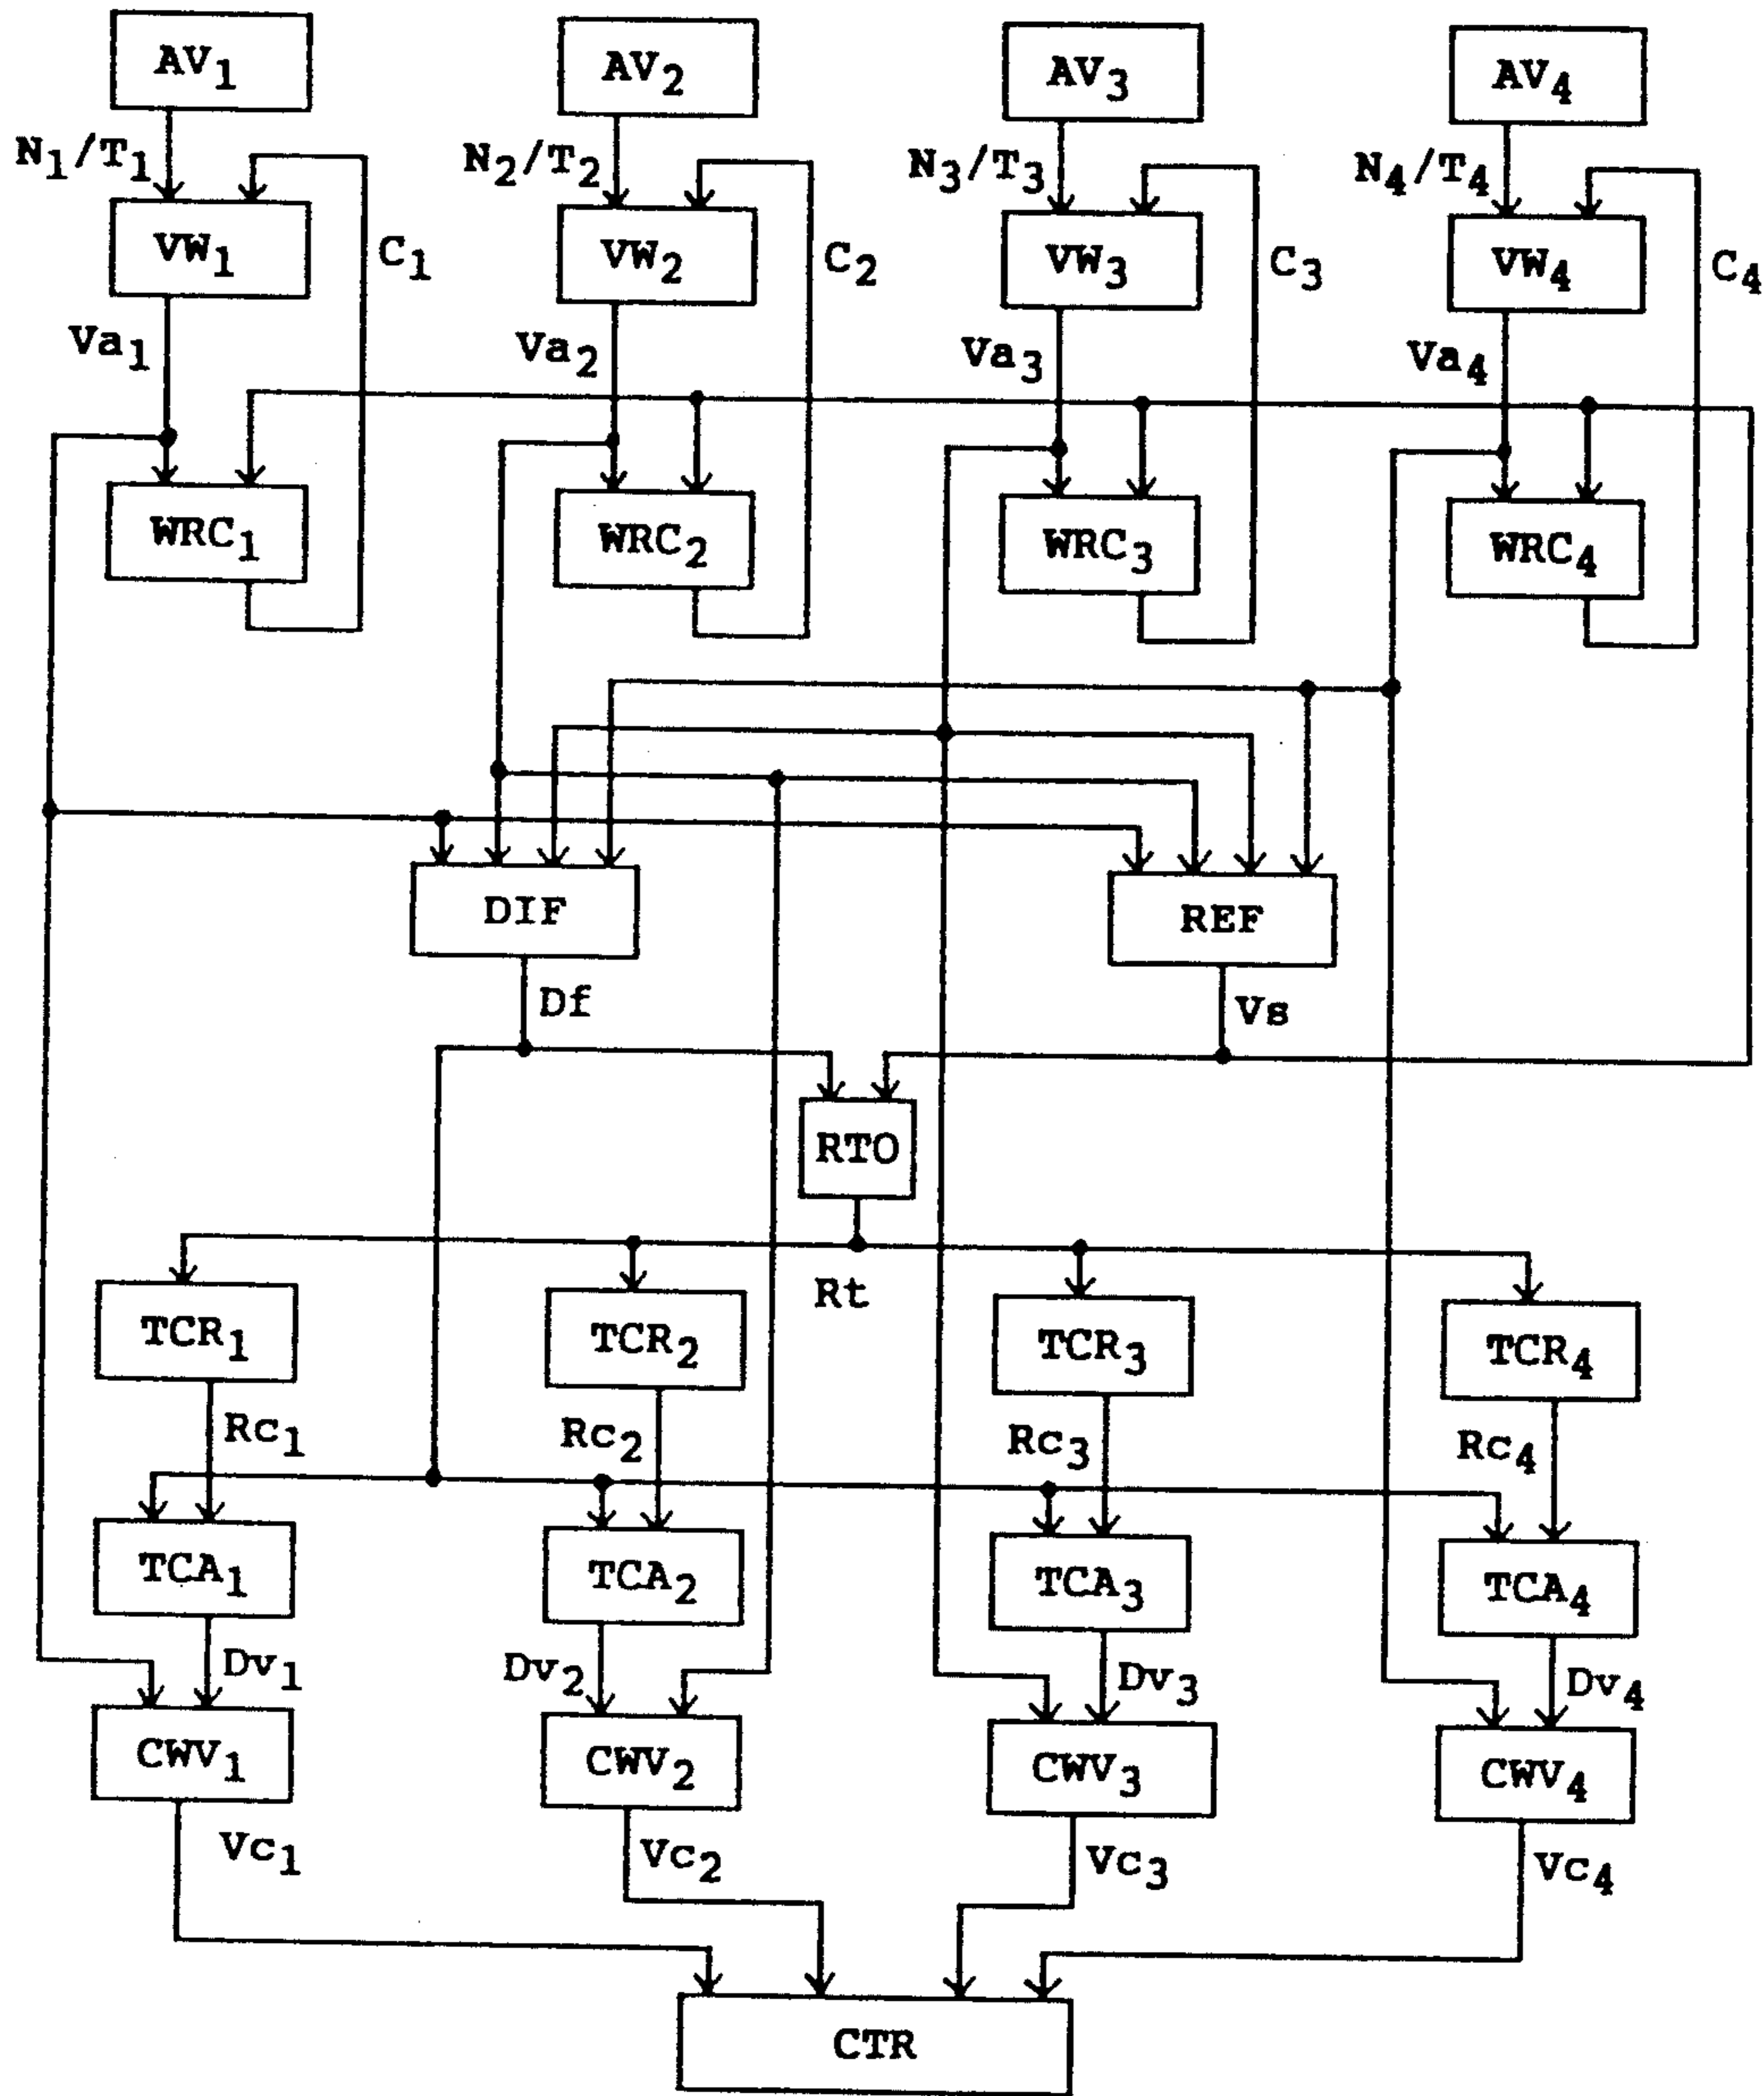 AV1 AV2 AV3 AV4
N1/T1 N2/T2 N3/T3 N4/T4
VW1 C1 VW2 C2 VW3 C3 VW4 C4
Va1 Va2 Va3 Va4
WRC1 WRC2 WRC3 WRC4
DIF REF
Df Vs
RTO
Rt
TCR1 TCR2 TCR3 TCR4
Rc1 Rc2 Rc3 Rc4
TCA1 TCA2 TCA3 TCA4
Dv1 Dv2 Dv3 Dv4
CWV1 CWV2 CWV3 CWV4
Vc1 Vc2 Vc3 Vc4
CTR